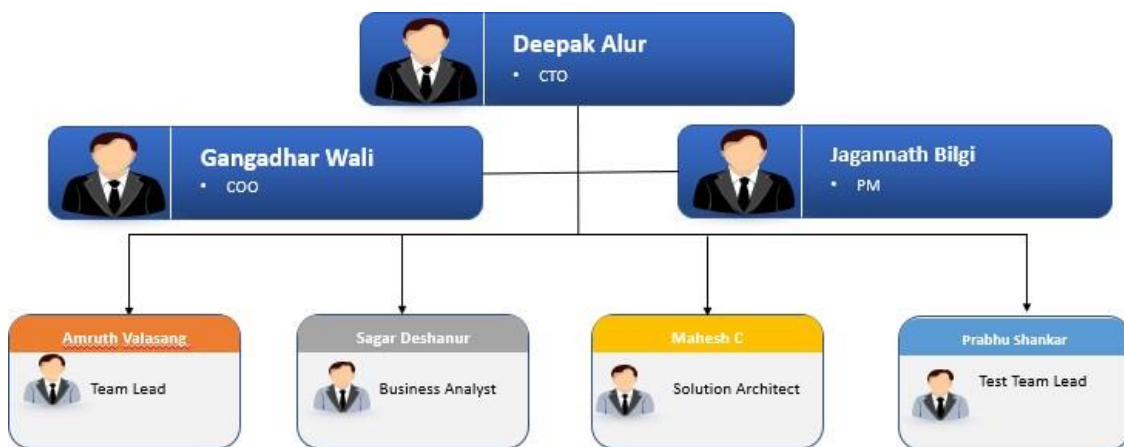 Deepak Alur
• CTO
Gangadhar Wali
• COO
Jagannath Bilgi
• PM
Amruth Valasang
Team Lead
Sagar Deshanur
Business Analyst
Mahesh C
Solution Architect
Prabhu Shankar
Test Team Lead